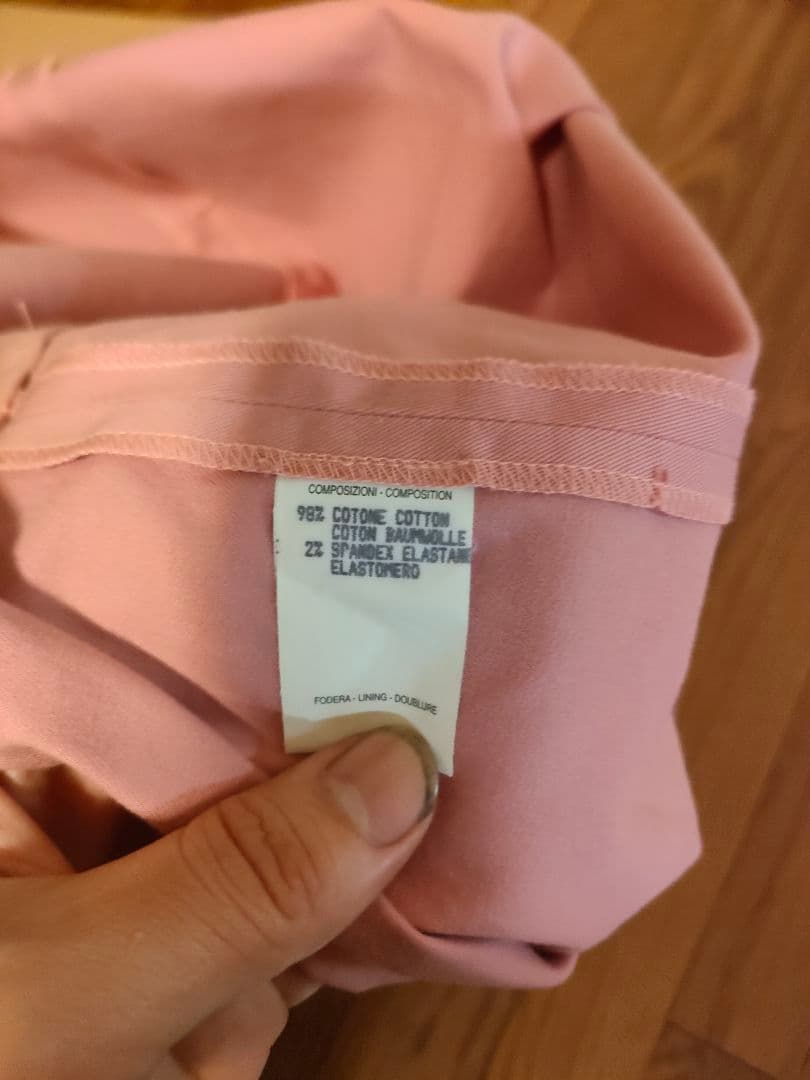 COMPOSIZIONI - COMPOSITION
98% COTONE COTTON
COTON BAUMWOLLE
2% SPANDEX ELASTANE
ELASTOMERO
FODERA - LINING - DOUBLURE